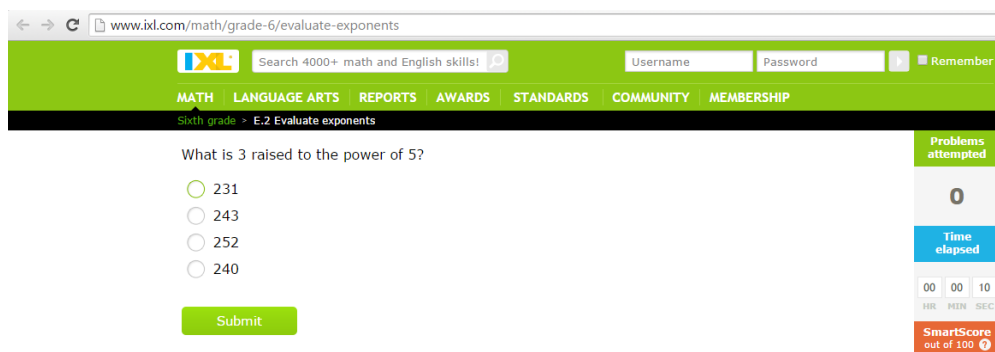 www.ixl.com/math/grade-6/evaluate-exponents
IXL Search 4000+ math and English skills! Username Password Remember
MATH LANGUAGE ARTS REPORTS AWARDS STANDARDS COMMUNITY MEMBERSHIP
Sixth grade > E.2 Evaluate exponents
What is 3 raised to the power of 5?
231
243
252
240
Submit
Problems
attempted
0
Time
elapsed
00 00 10
HR MIN SEC
SmartScore
out of 100 ?